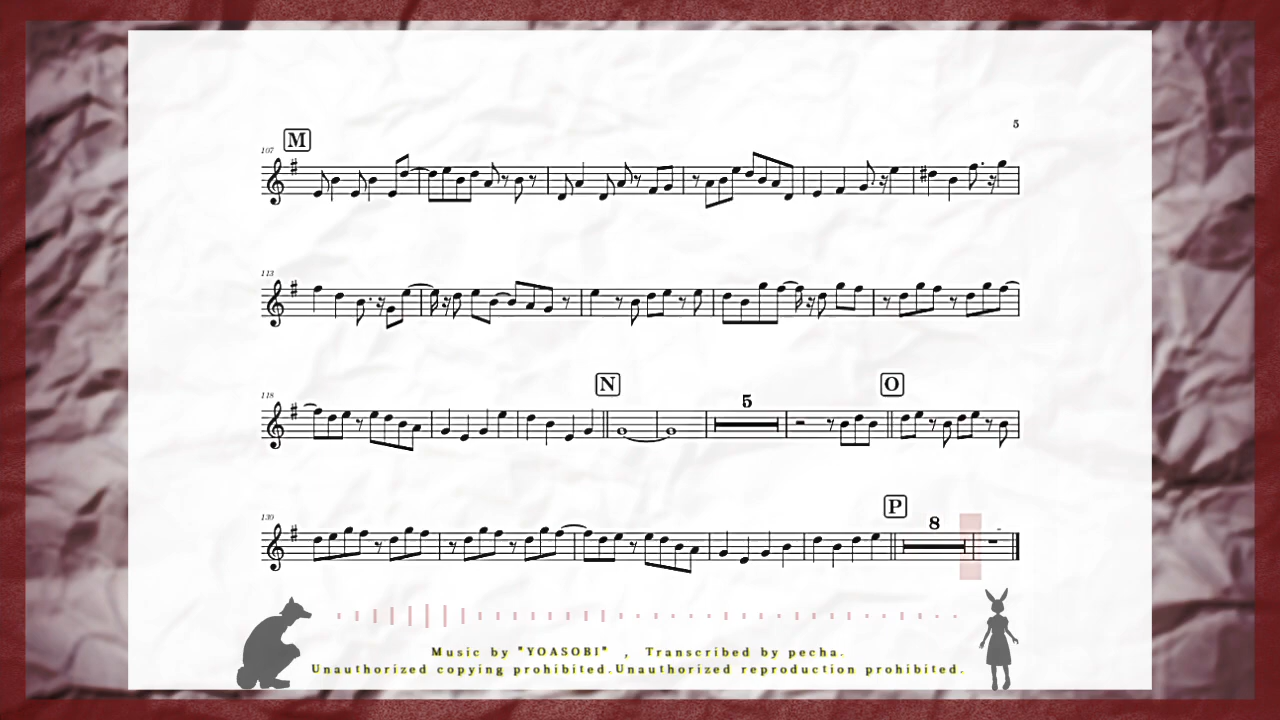 5
M
107
113
N
O
118
5
P
130
8
Music by "YOASOBI" , Transcribed by pecha.
Unauthorized copying prohibited.Unauthorized reproduction prohibited.